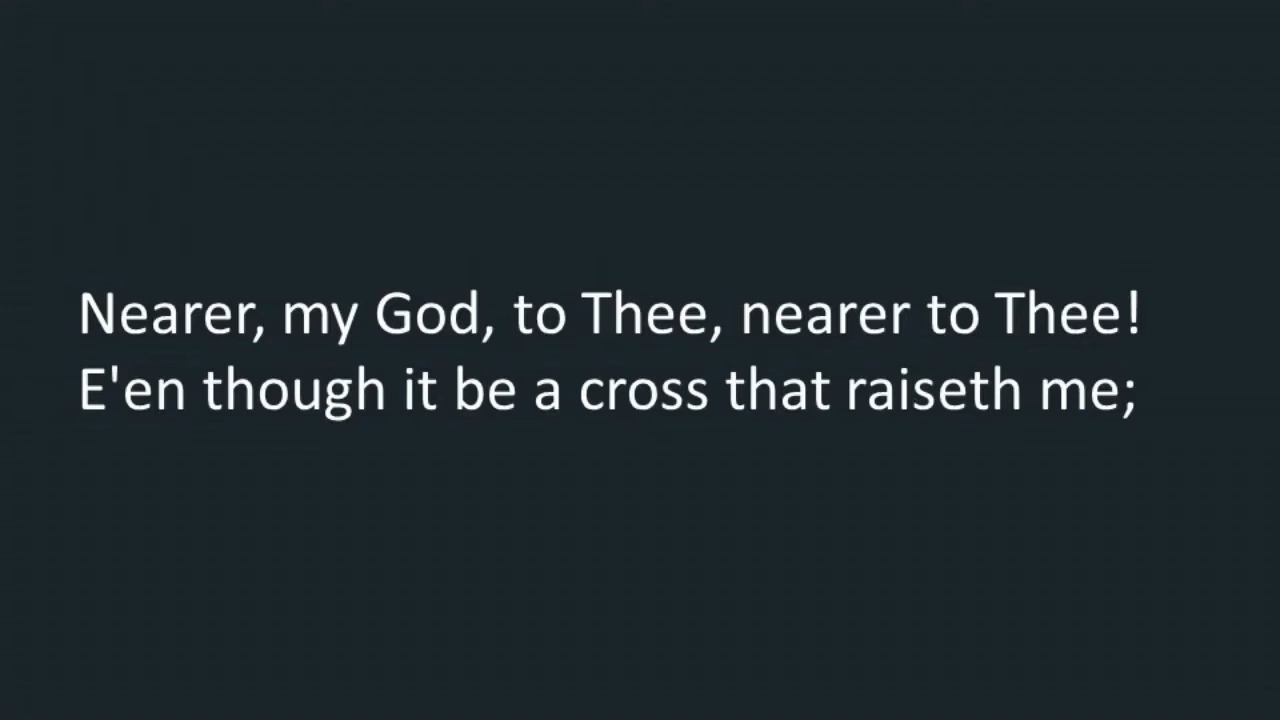 Nearer, my God, to Thee, nearer to Thee!
E'en though it be a cross that raiseth me;